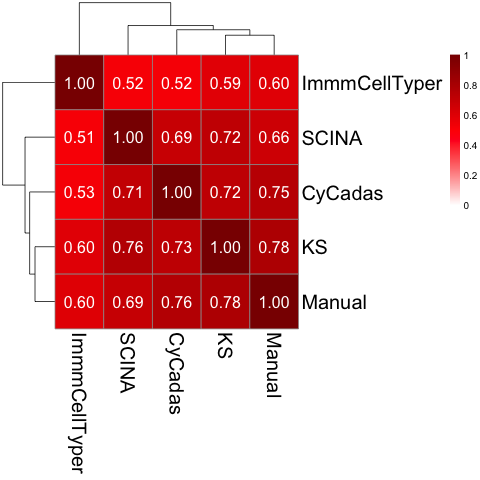 1.00 0.52 0.52 0.59 0.60 ImmmCellTyper
0.51 1.00 0.69 0.72 0.66 SCINA
0.53 0.71 1.00 0.72 0.75 CyCadas
0.60 0.76 0.73 1.00 0.78 KS
0.60 0.69 0.76 0.78 1.00 Manual
ImmmCellTyper
SCINA
CyCadas
KS
Manual
1
0.8
0.6
0.4
0.2
0